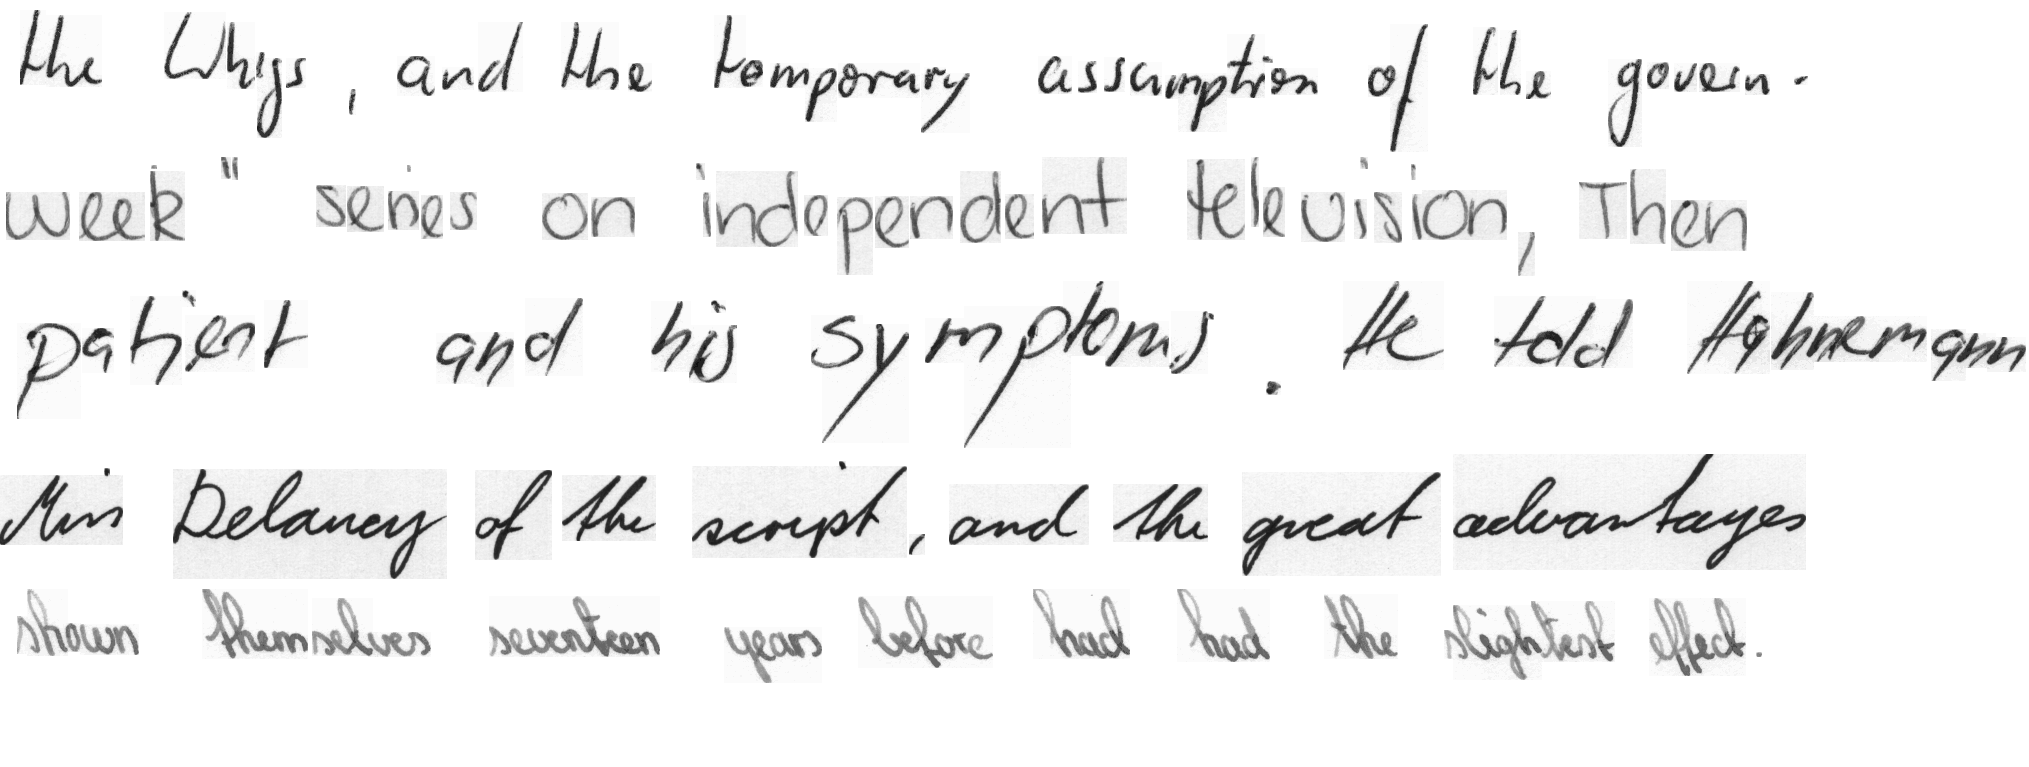 the Whigs, and the temporary assumption of the govern-
week" series on independent television, Then
patient and his symptoms. He told Hahnemann
Miss Delaney of the script, and the great advantages
shown themselves seventeen years before had had the slightest effect.